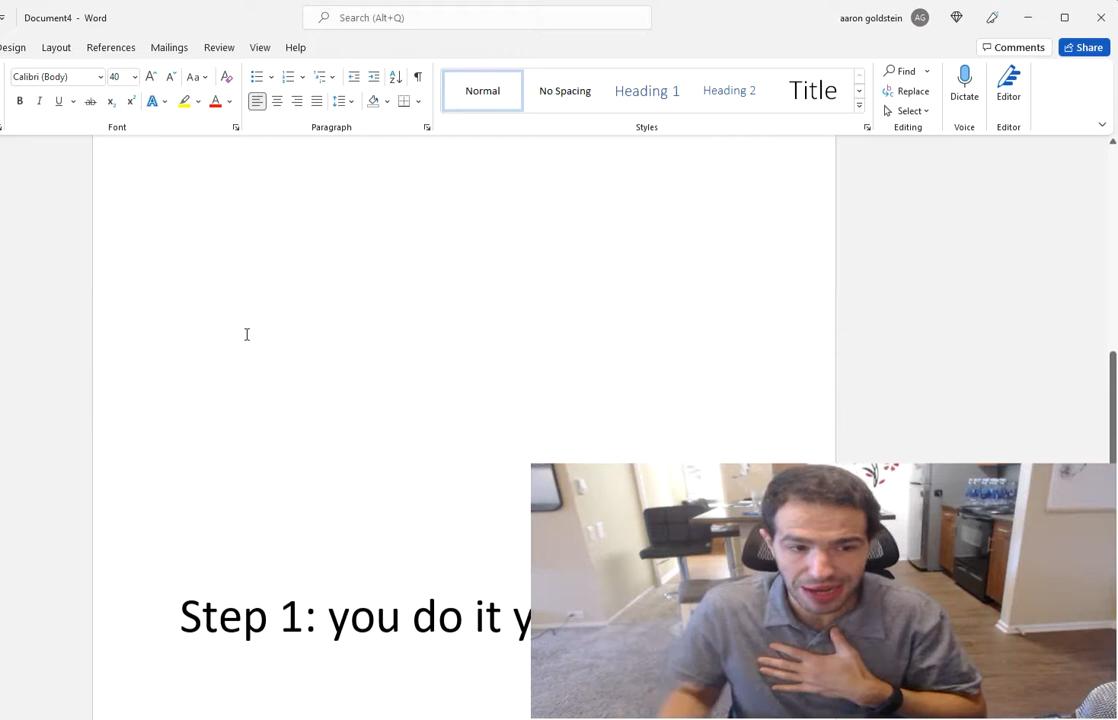 Document4 - Word
Search (Alt+Q)
aaron goldstein
AG
esign
Layout
References
Mailings
Review
View
Help
Comments
Share
Calibri (Body)
40
Aa
Normal
No Spacing
Heading 1
Heading 2
Title
Find
Replace
Select
Dictate
Editor
Font
Paragraph
Styles
Editing
Voice
Editor
Step 1: you do it y